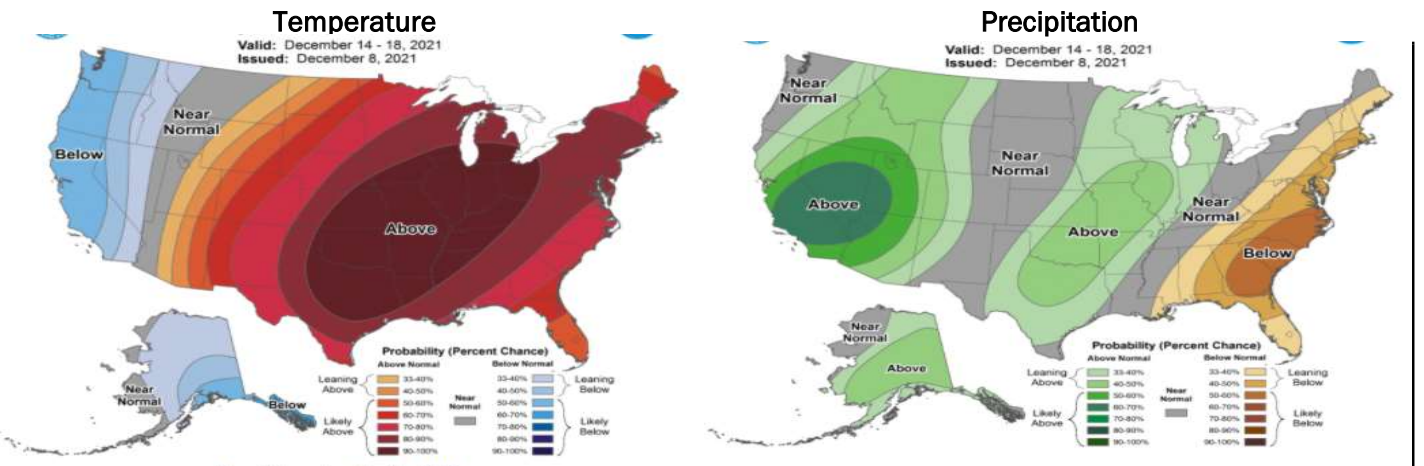 Temperature
Valid: December 14 - 18, 2021
Issued: December 8, 2021
Near
Normal
Below
Above
Near
Normal
Below
Probability (Percent Chance)
Above Normal
Below Normal
Leaning
Above
33-40%
40-50%
Likely
Above
50-60%
60-70%
70-80%
80-90%
90-100%
Near
Normal
33-40%
40-50%
Leaning
Below
50-60%
60-70%
70-80%
80-90%
90-100%
Likely
Below
Precipitation
Valid: December 14 - 18, 2021
Issued: December 8, 2021
Near
Normal
Near
Normal
Above
Above
Near
Normal
Below
Near
Normal
Above
Probability (Percent Chance)
Above Normal
Below Normal
Leaning
Above
33-40%
40-50%
Likely
Above
50-60%
60-70%
70-80%
80-90%
90-100%
Near
Normal
33-40%
40-50%
Leaning
Below
50-60%
60-70%
70-80%
80-90%
90-100%
Likely
Below